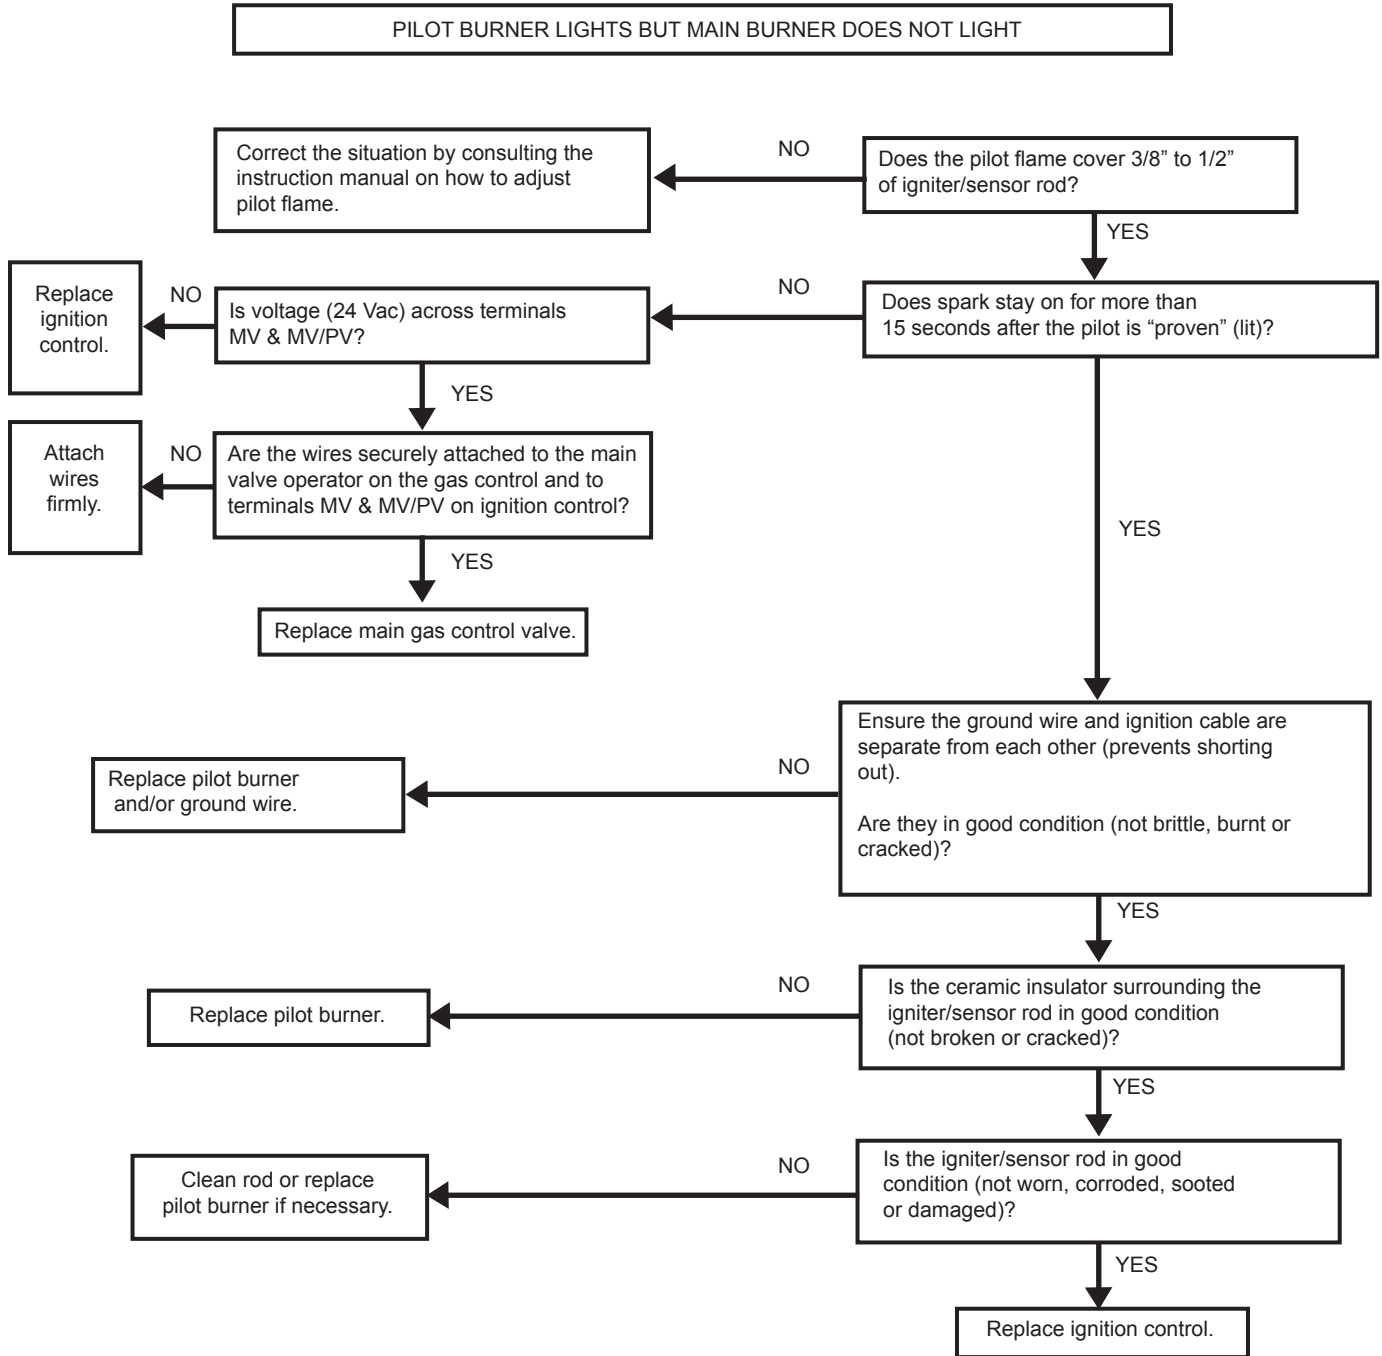 PILOT BURNER LIGHTS BUT MAIN BURNER DOES NOT LIGHT
Does the pilot flame cover 3/8” to 1/2”
of igniter/sensor rod?
NO
Correct the situation by consulting the
instruction manual on how to adjust
pilot flame.
YES
Does spark stay on for more than
15 seconds after the pilot is “proven” (lit)?
NO
Is voltage (24 Vac) across terminals
MV & MV/PV?
NO
Replace
ignition
control.
YES
Are the wires securely attached to the main
valve operator on the gas control and to
terminals MV & MV/PV on ignition control?
NO
Attach
wires
firmly.
YES
Replace main gas control valve.
YES
Ensure the ground wire and ignition cable are
separate from each other (prevents shorting
out).
Are they in good condition (not brittle, burnt or
cracked)?
NO
Replace pilot burner
and/or ground wire.
YES
Is the ceramic insulator surrounding the
igniter/sensor rod in good condition
(not broken or cracked)?
NO
Replace pilot burner.
YES
Is the igniter/sensor rod in good
condition (not worn, corroded, sooted
or damaged)?
NO
Clean rod or replace
pilot burner if necessary.
YES
Replace ignition control.